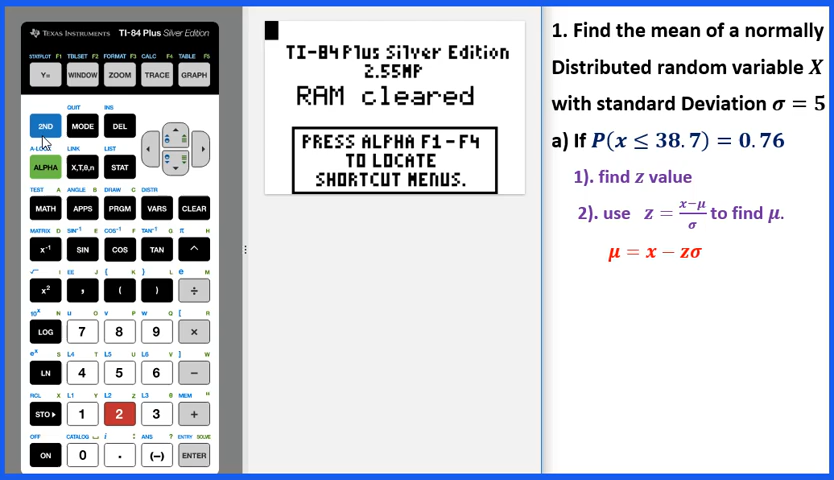 TEXAS INSTRUMENTS TI-84 Plus Silver Edition
STATPLOT F1 TBLSET F2 FORMAT F3 CALC F4 TABLE F5
Y= WINDOW ZOOM TRACE GRAPH
QUIT INS
2ND MODE DEL
A-LOCK LINK LIST
ALPHA X,T,θ,n STAT
TEST A ANGLE B DRAW C DISTR
MATH APPS PRGM VARS CLEAR
MATRIX D SIN⁻¹ E COS⁻¹ F TAN⁻¹ G π H
x⁻¹ SIN COS TAN ^
√ I EE J { K } L e M
x² , ( ) ÷
10ˣ N u O v P w Q [ R
LOG 7 8 9 ×
eˣ S L4 T L5 U L6 V ] W
LN 4 5 6 −
RCL X L1 Y L2 Z L3 θ MEM "
STO▸ 1 2 3 +
OFF CATALOG ⎵ i : ANS ? ENTRY SOLVE
ON 0 . (−) ENTER
TI-84 Plus Silver Edition
2.55MP
RAM cleared
PRESS ALPHA F1-F4
TO LOCATE
SHORTCUT MENUS.
1. Find the mean of a normally
Distributed random variable X
with standard Deviation σ = 5
a) If P(x ≤ 38.7) = 0.76
1). find z value
2). use z = (x−μ)/σ to find μ.
μ = x − zσ